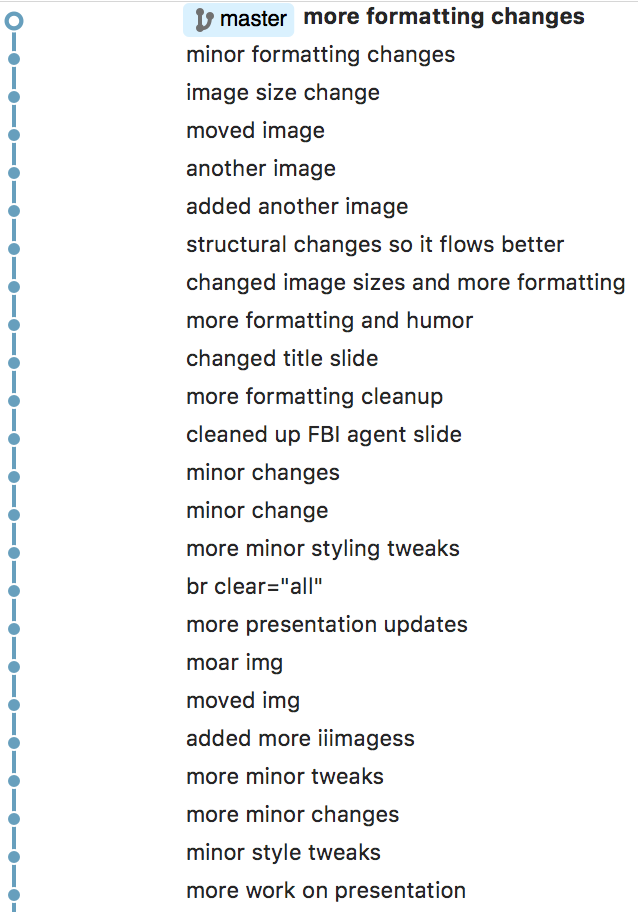 master more formatting changes
minor formatting changes
image size change
moved image
another image
added another image
structural changes so it flows better
changed image sizes and more formatting
more formatting and humor
changed title slide
more formatting cleanup
cleaned up FBI agent slide
minor changes
minor change
more minor styling tweaks
br clear="all"
more presentation updates
moar img
moved img
added more iiimagess
more minor tweaks
more minor changes
minor style tweaks
more work on presentation